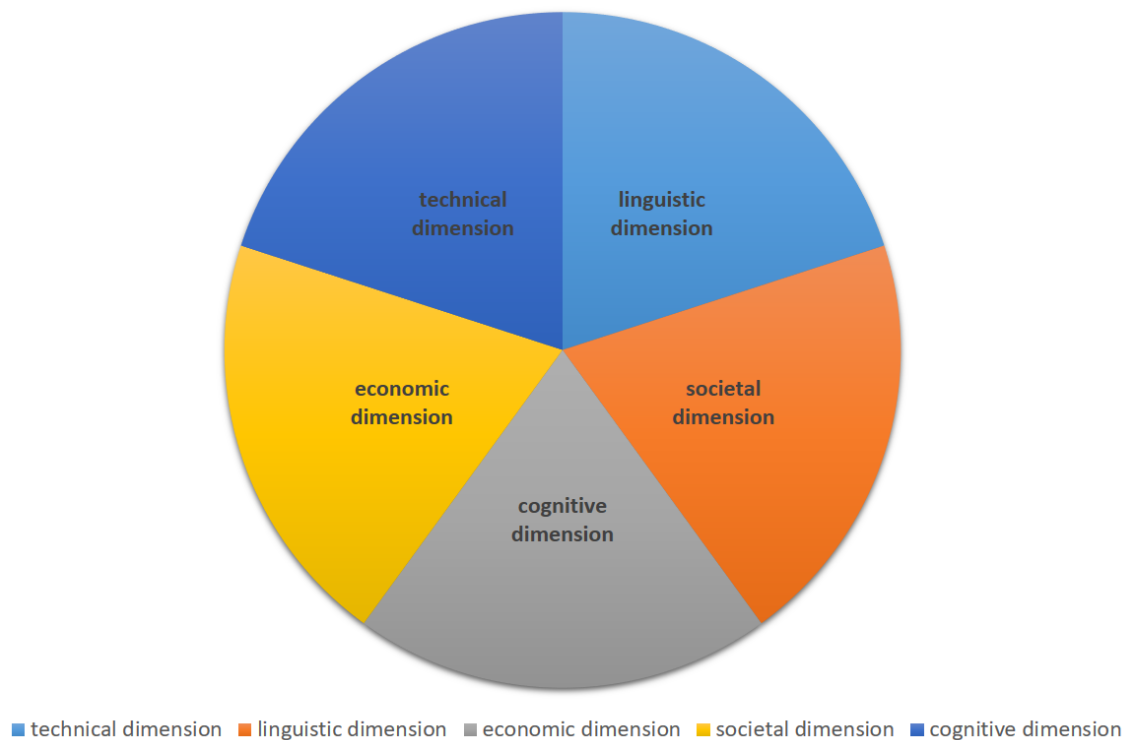 technical
dimension
linguistic
dimension
economic
dimension
societal
dimension
cognitive
dimension
technical dimension linguistic dimension economic dimension societal dimension cognitive dimension